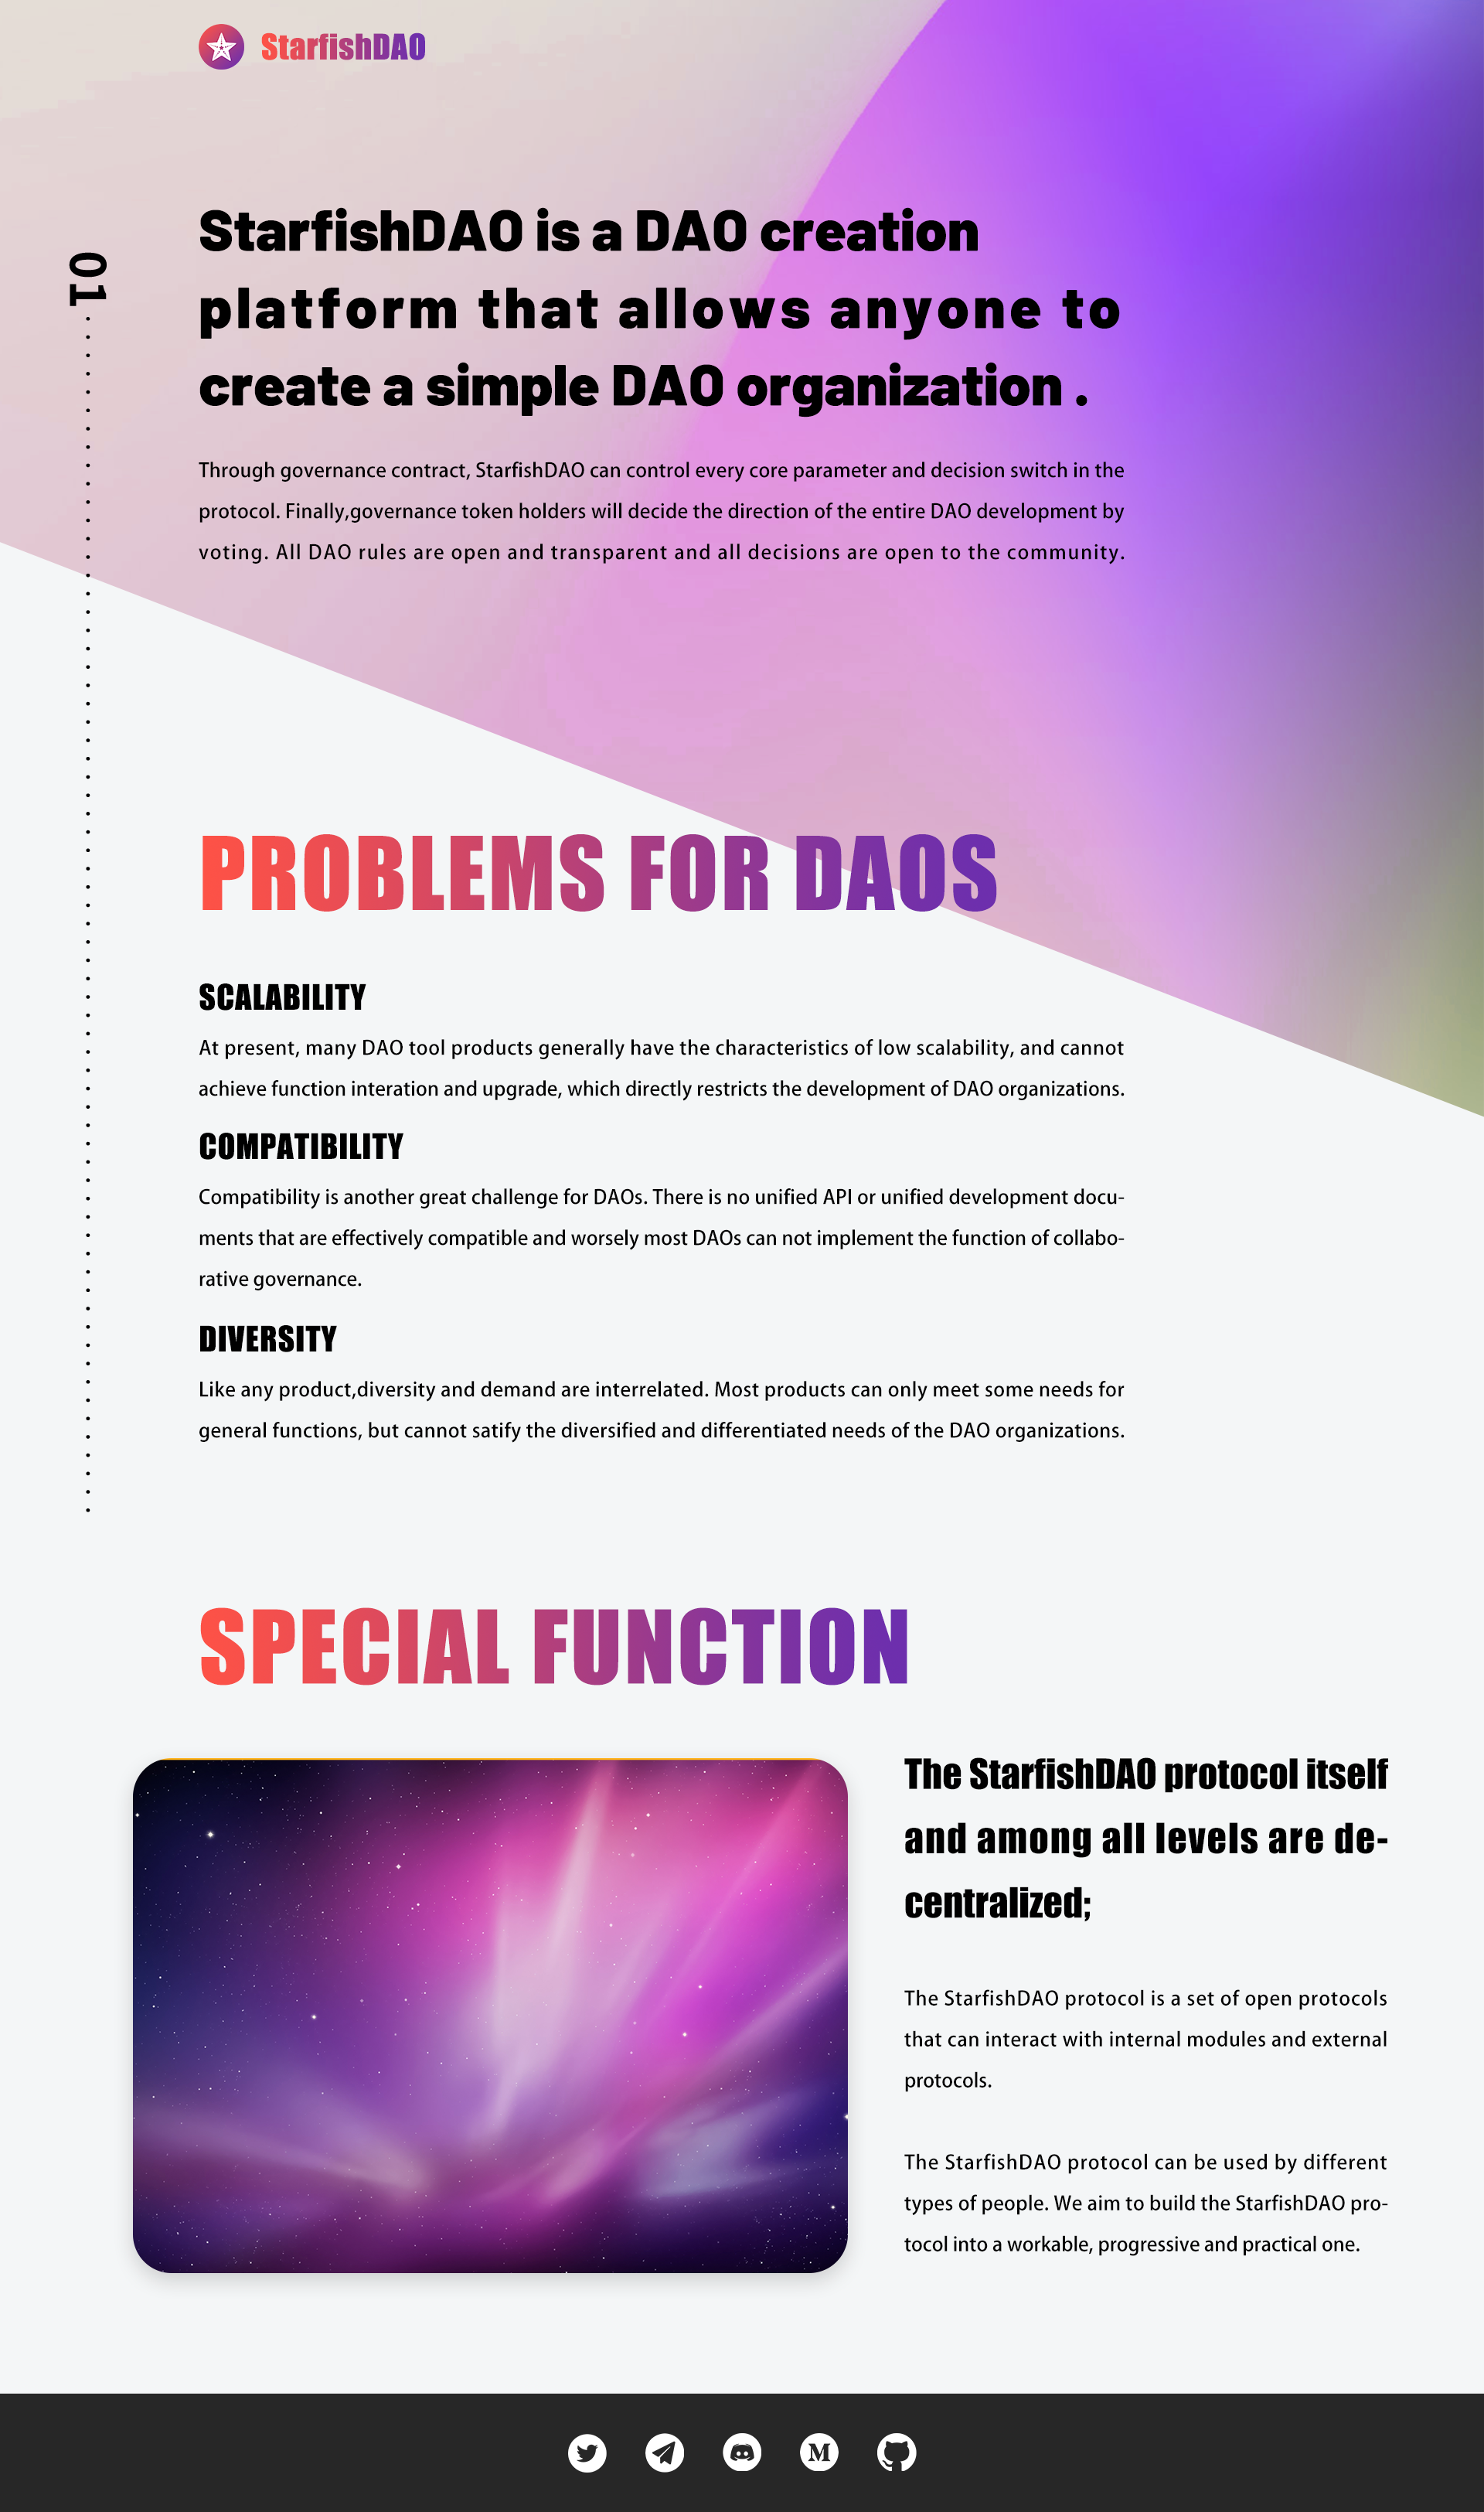 StarfishDAO
01
StarfishDAO is a DAO creation
platform that allows anyone to
create a simple DAO organization .
Through governance contract, StarfishDAO can control every core parameter and decision switch in the
protocol. Finally,governance token holders will decide the direction of the entire DAO development by
voting. All DAO rules are open and transparent and all decisions are open to the community.
PROBLEMS FOR DAOS
SCALABILITY
At present, many DAO tool products generally have the characteristics of low scalability, and cannot
achieve function interation and upgrade, which directly restricts the development of DAO organizations.
COMPATIBILITY
Compatibility is another great challenge for DAOs. There is no unified API or unified development docu-
ments that are effectively compatible and worsely most DAOs can not implement the function of collabo-
rative governance.
DIVERSITY
Like any product,diversity and demand are interrelated. Most products can only meet some needs for
general functions, but cannot satify the diversified and differentiated needs of the DAO organizations.
SPECIAL FUNCTION
The StarfishDAO protocol itself
and among all levels are de-
centralized;
The StarfishDAO protocol is a set of open protocols
that can interact with internal modules and external
protocols.
The StarfishDAO protocol can be used by different
types of people. We aim to build the StarfishDAO pro-
tocol into a workable, progressive and practical one.
M